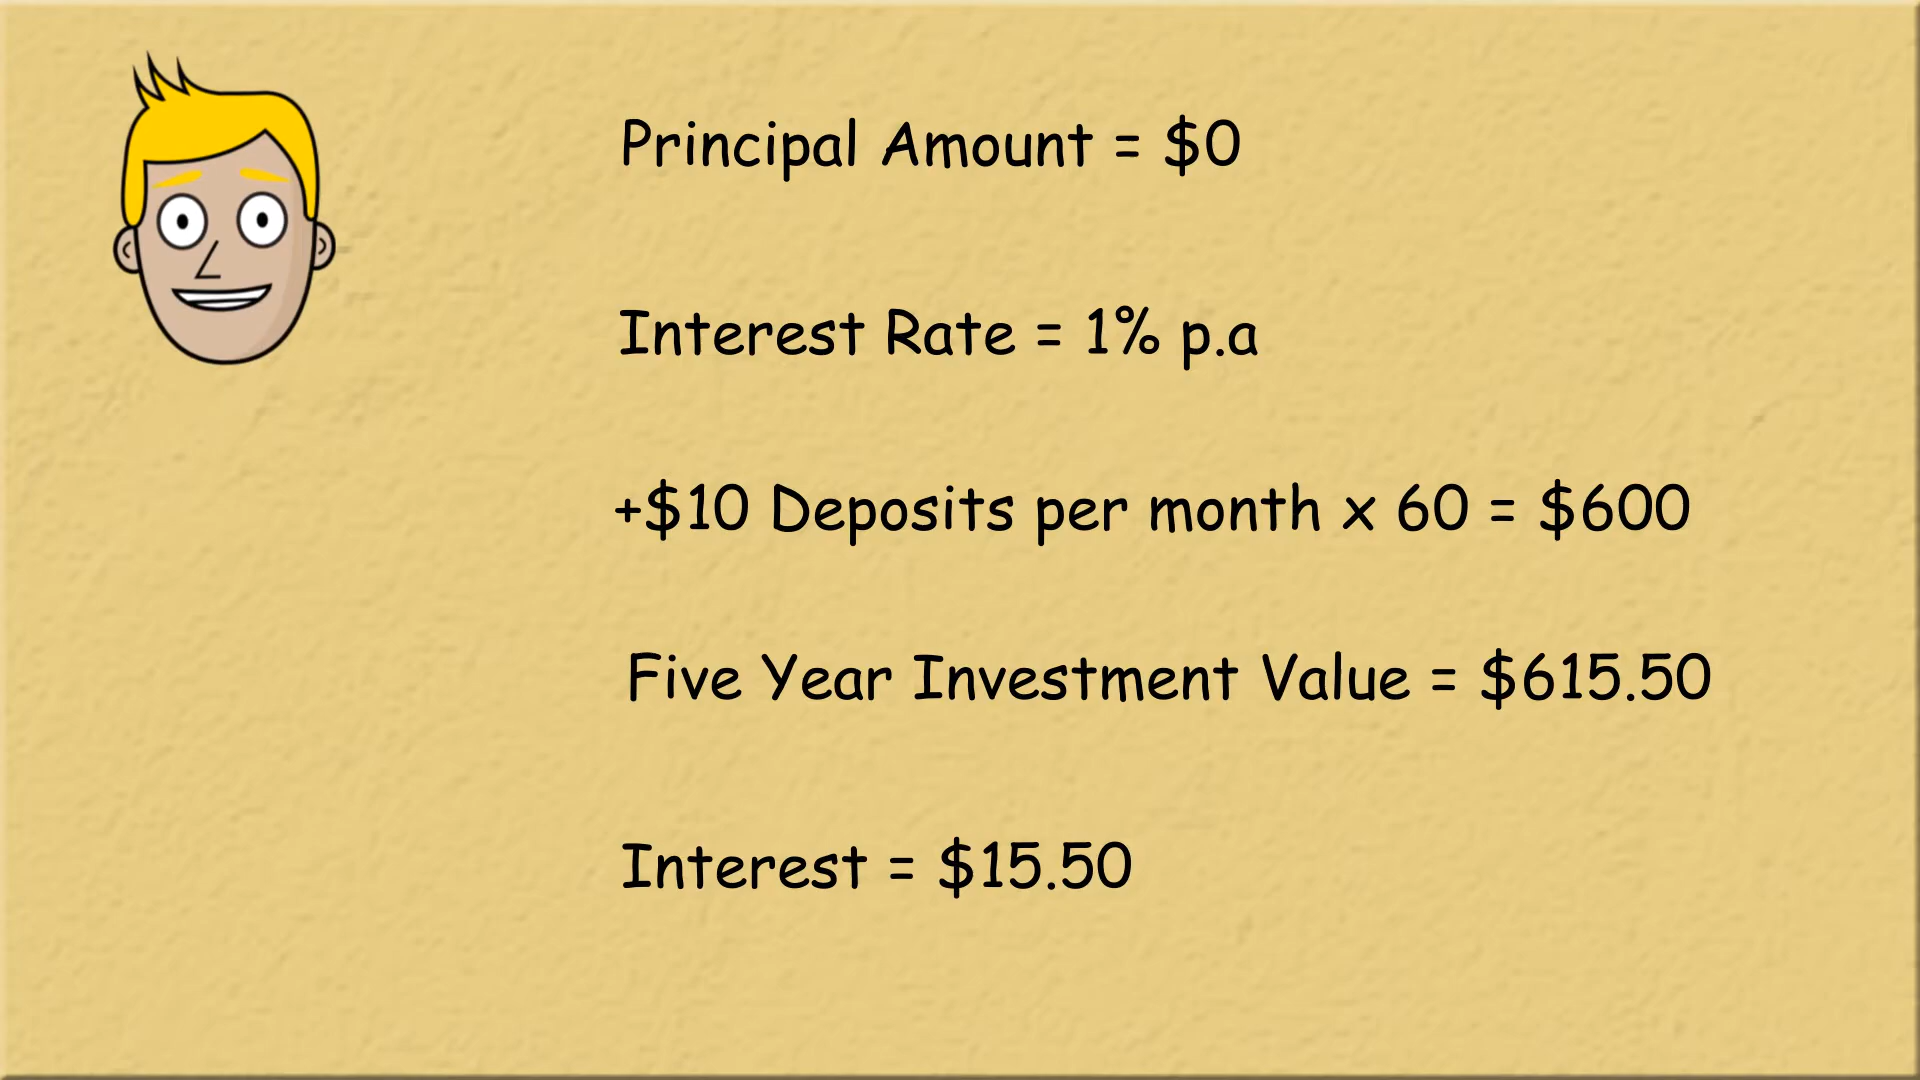 Principal Amount = $0
Interest Rate = 1% p.a
+$10 Deposits per month x 60 = $600
Five Year Investment Value = $615.50
Interest = $15.50